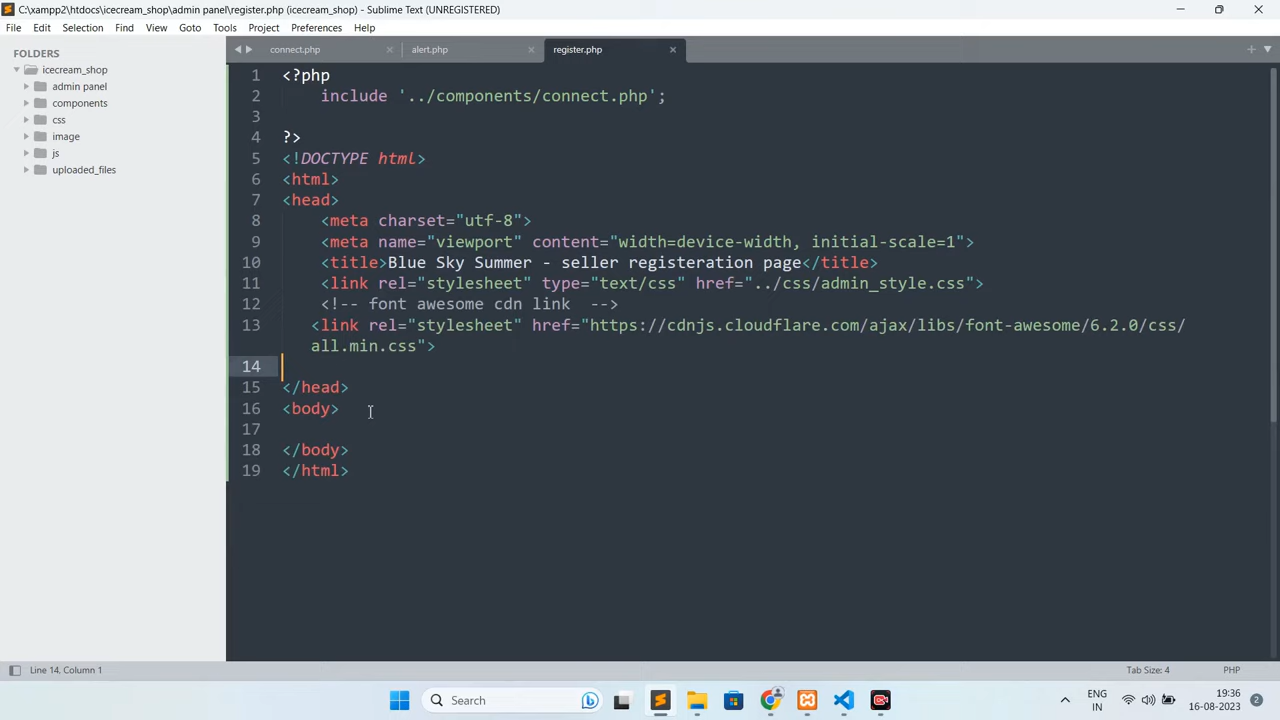 C:\xampp2\htdocs\icecream_shop\admin panel\register.php (icecream_shop) - Sublime Text (UNREGISTERED)
File Edit Selection Find View Goto Tools Project Preferences Help
FOLDERS
icecream_shop
admin panel
components
css
image
js
uploaded_files
connect.php alert.php register.php
1 <?php
2 include '../components/connect.php';
3
4 ?>
5 <!DOCTYPE html>
6 <html>
7 <head>
8 <meta charset="utf-8">
9 <meta name="viewport" content="width=device-width, initial-scale=1">
10 <title>Blue Sky Summer - seller registeration page</title>
11 <link rel="stylesheet" type="text/css" href="../css/admin_style.css">
12 <!-- font awesome cdn link -->
13 <link rel="stylesheet" href="https://cdnjs.cloudflare.com/ajax/libs/font-awesome/6.2.0/css/
all.min.css">
14
15 </head>
16 <body>
17
18 </body>
19 </html>
Line 14, Column 1 Tab Size: 4 PHP
Search ENG 19:36
IN 16-08-2023 2